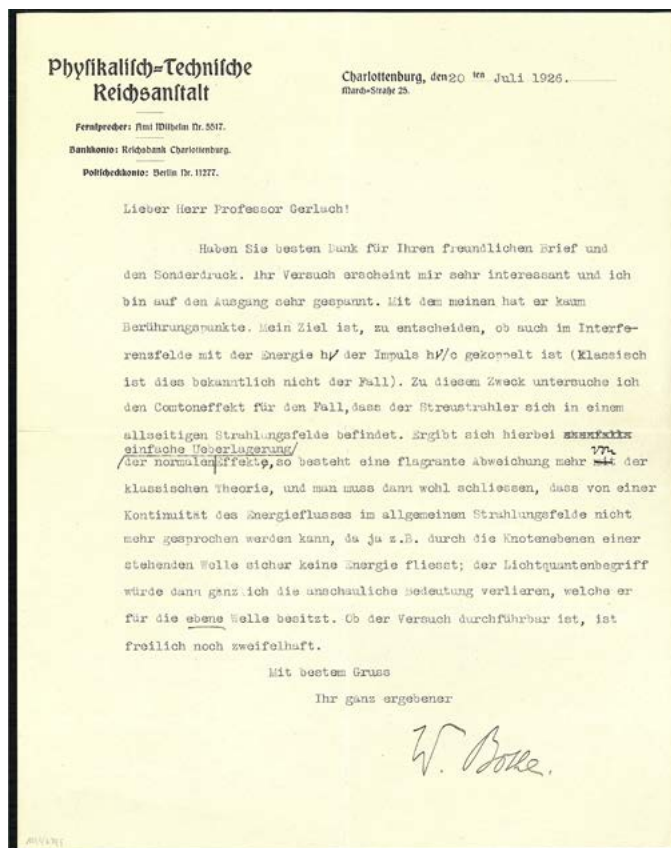 Physikalisch-Technische
Reichsanstalt
Charlottenburg, den 20 ten Juli 1926.
March-Straße 25.
Fernsprecher: Amt Wilhelm Nr. 5517.
Bankkonto: Reichsbank Charlottenburg.
Postscheckkonto: Berlin Nr. 11277.
Lieber Herr Professor Gerlach!
Haben Sie besten Dank für Ihren freundlichen Brief und
den Sonderdruck. Ihr Versuch erscheint mir sehr interessant und ich
bin auf den Ausgang sehr gespannt. Mit dem meinen hat er kaum
Berührungspunkte. Mein Ziel ist, zu entscheiden, ob auch im Interfe-
renzfelde mit der Energie hν der Impuls hν/c gekoppelt ist (klassisch
ist dies bekanntlich nicht der Fall). Zu diesem Zweck untersuche ich
den Comtoneffekt für den Fall, dass der Streustrahler sich in einem
allseitigen Strahlungsfelde befindet. Ergibt sich hierbei
einfache Ueberlagerung
der normalen Effekte, so besteht eine flagrante Abweichung mehr von der
klassischen Theorie, und man muss dann wohl schliessen, dass von einer
Kontinuität des Energieflusses im allgemeinen Strahlungsfelde nicht
mehr gesprochen werden kann, da ja z.B. durch die Knotenebenen einer
stehenden Welle sicher keine Energie fliesst; der Lichtquantenbegriff
würde dann gänzlich die anschauliche Bedeutung verlieren, welche er
für die ebene Welle besitzt. Ob der Versuch durchführbar ist, ist
freilich noch zweifelhaft.
Mit bestem Gruss
Ihr ganz ergebener
W. Bothe.